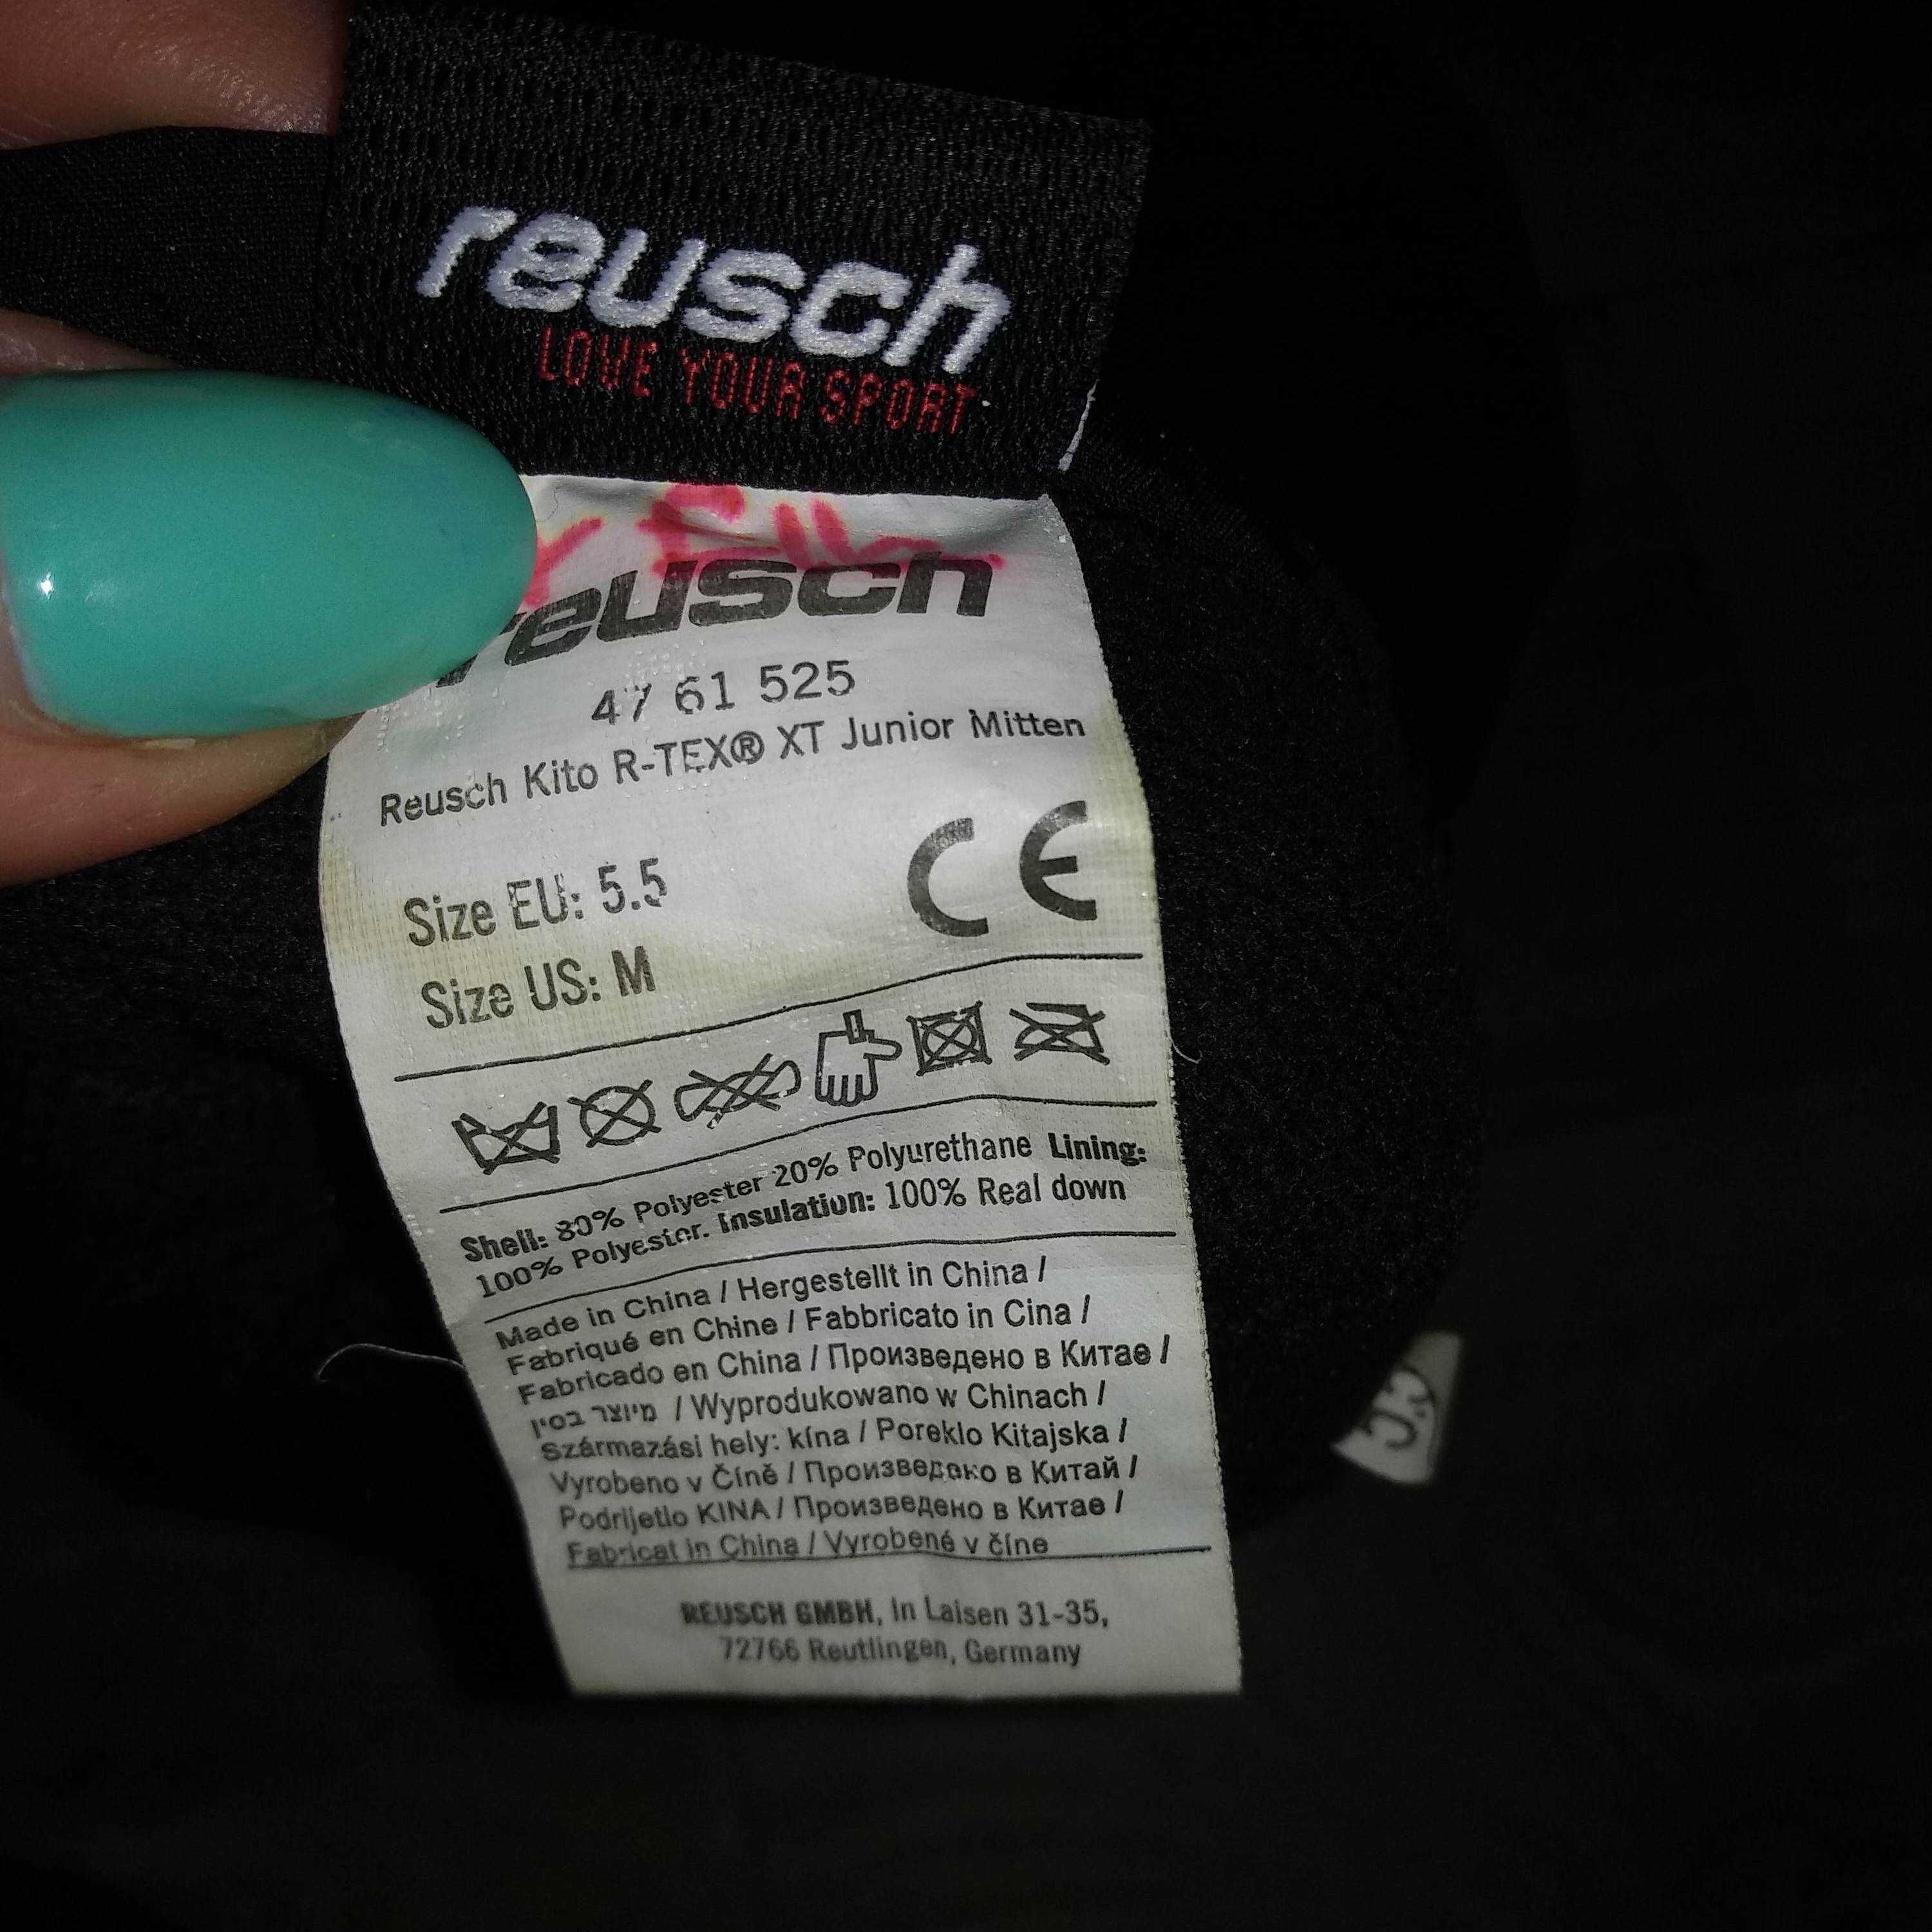 reusch
LOVE YOUR SPORT
reusch
47 61 525
Reusch Kito R-TEX® XT Junior Mitten
Size EU: 5.5
CE
Size US: M
Shell: 80% Polyester 20% Polyurethane Lining:
100% Polyester. Insulation: 100% Real down
Made in China / Hergestellt in China /
Fabriqué en Chine / Fabbricato in Cina /
Fabricado en China / Произведено в Китае /
מיוצר בסין / Wyprodukowano w Chinach /
Származási hely: kína / Poreklo Kitajska /
Vyrobeno v Číně / Произведено в Китай /
Podrijetlo KINA / Произведено в Китае /
Fabricat in China / Vyrobené v číne
REUSCH GMBH, In Laisen 31-35,
72766 Reutlingen, Germany
CE